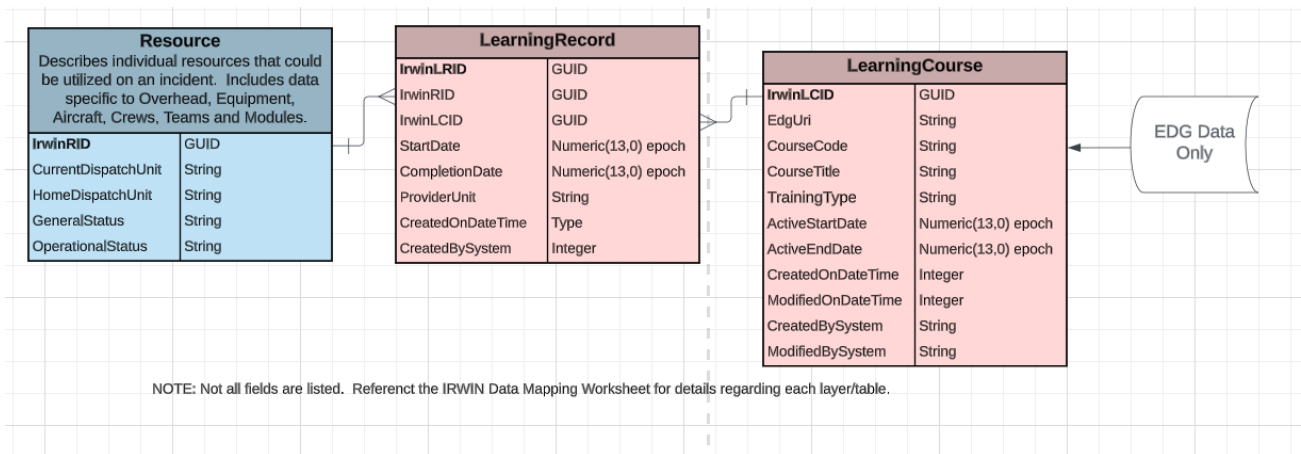 Resource
Describes individual resources that could
be utilized on an incident.  Includes data
specific to Overhead, Equipment,
Aircraft, Crews, Teams and Modules.
IrwinRID GUID
CurrentDispatchUnit String
HomeDispatchUnit String
GeneralStatus String
OperationalStatus String
LearningRecord
IrwinLRID GUID
IrwinRID GUID
IrwinLCID GUID
StartDate Numeric(13,0) epoch
CompletionDate Numeric(13,0) epoch
ProviderUnit String
CreatedOnDateTime Type
CreatedBySystem Integer
LearningCourse
IrwinLCID GUID
EdgUri String
CourseCode String
CourseTitle String
TrainingType String
ActiveStartDate Numeric(13,0) epoch
ActiveEndDate Numeric(13,0) epoch
CreatedOnDateTime Integer
ModifiedOnDateTime Integer
CreatedBySystem String
ModifiedBySystem String
EDG Data
Only
NOTE: Not all fields are listed.  Referenct the IRWIN Data Mapping Worksheet for details regarding each layer/table.